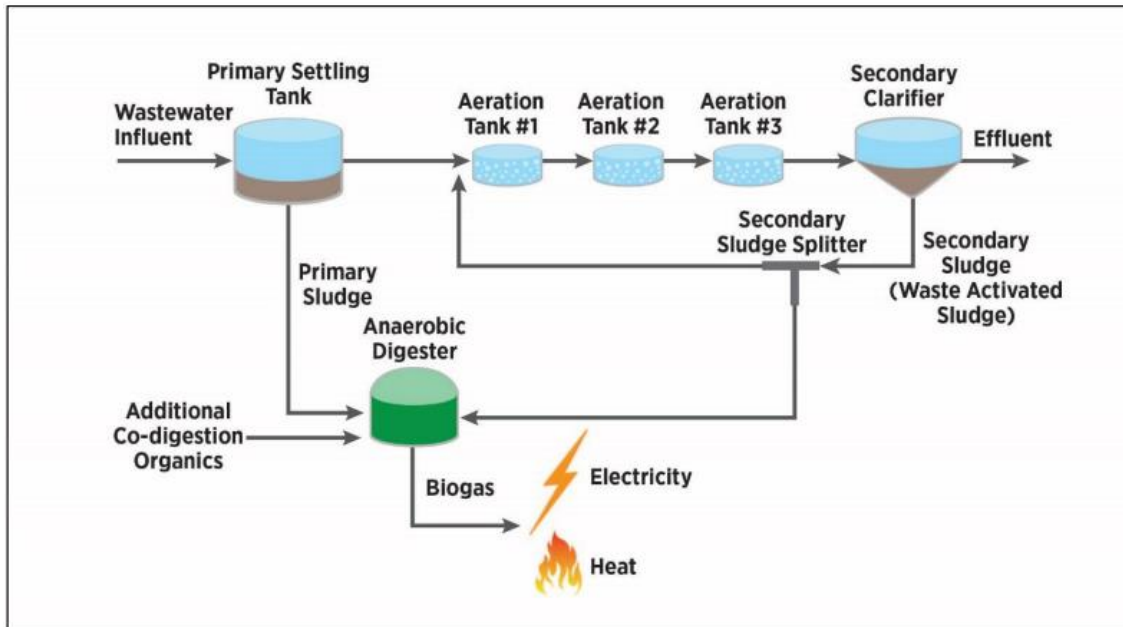 Primary Settling
Tank
Wastewater
Influent
Aeration
Tank #1
Aeration
Tank #2
Aeration
Tank #3
Secondary
Clarifier
Effluent
Secondary
Sludge Splitter
Secondary
Sludge
(Waste Activated
Sludge)
Primary
Sludge
Anaerobic
Digester
Additional
Co-digestion
Organics
Biogas
Electricity
Heat